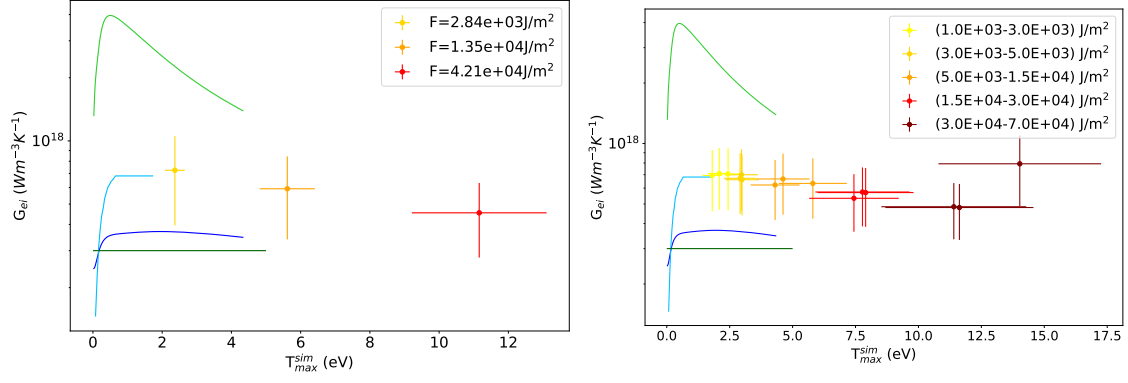 F=2.84e+03J/m²
F=1.35e+04J/m²
F=4.21e+04J/m²
10¹⁸
G_ei (Wm⁻³K⁻¹)
0 2 4 6 8 10 12
T_max^sim (eV)
(1.0E+03-3.0E+03) J/m²
(3.0E+03-5.0E+03) J/m²
(5.0E+03-1.5E+04) J/m²
(1.5E+04-3.0E+04) J/m²
(3.0E+04-7.0E+04) J/m²
10¹⁸
G_ei (Wm⁻³K⁻¹)
0.0 2.5 5.0 7.5 10.0 12.5 15.0 17.5
T_max^sim (eV)